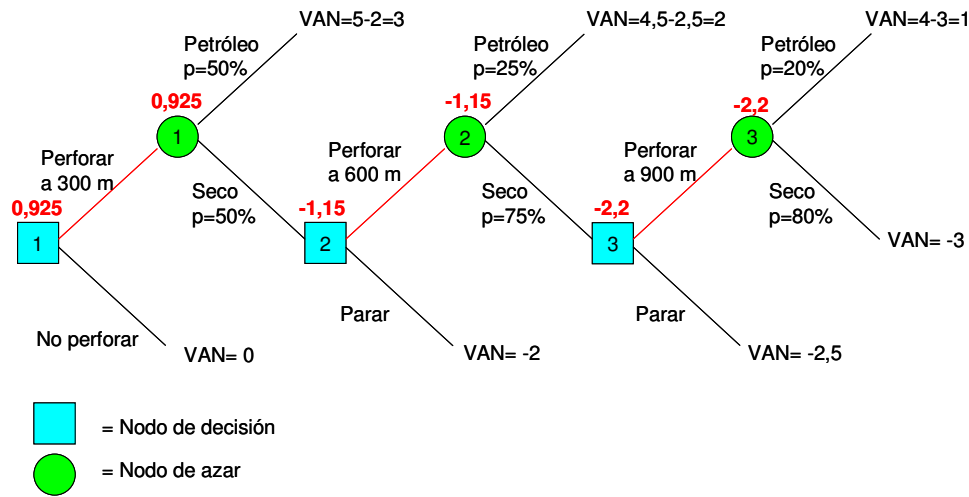 VAN=5-2=3
VAN=4,5-2,5=2
VAN=4-3=1
Petróleo
p=50%
Petróleo
p=25%
Petróleo
p=20%
0,925
-1,15
-2,2
1
2
3
Perforar
a 300 m
Perforar
a 600 m
Perforar
a 900 m
Seco
p=50%
Seco
p=75%
Seco
p=80%
0,925
-1,15
-2,2
1
2
3
VAN= -3
No perforar
Parar
Parar
VAN= 0
VAN= -2
VAN= -2,5
= Nodo de decisión
= Nodo de azar